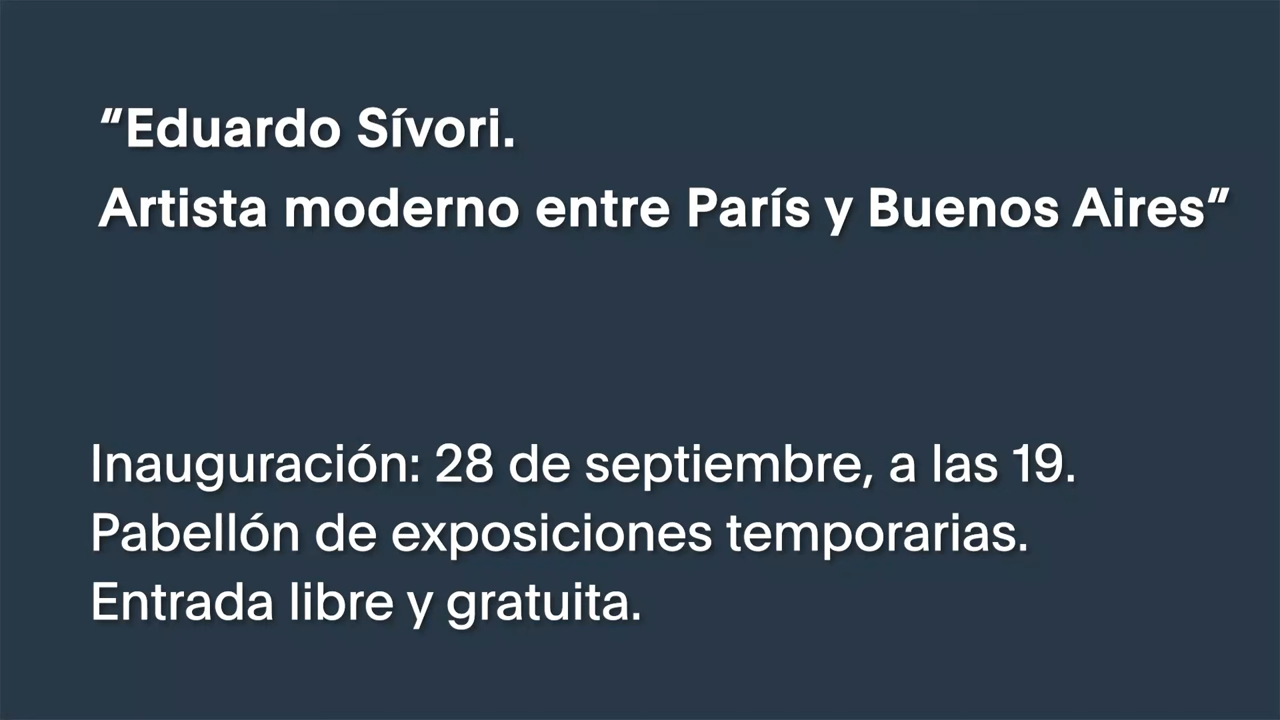 “Eduardo Sívori.
Artista moderno entre París y Buenos Aires”
Inauguración: 28 de septiembre, a las 19.
Pabellón de exposiciones temporarias.
Entrada libre y gratuita.